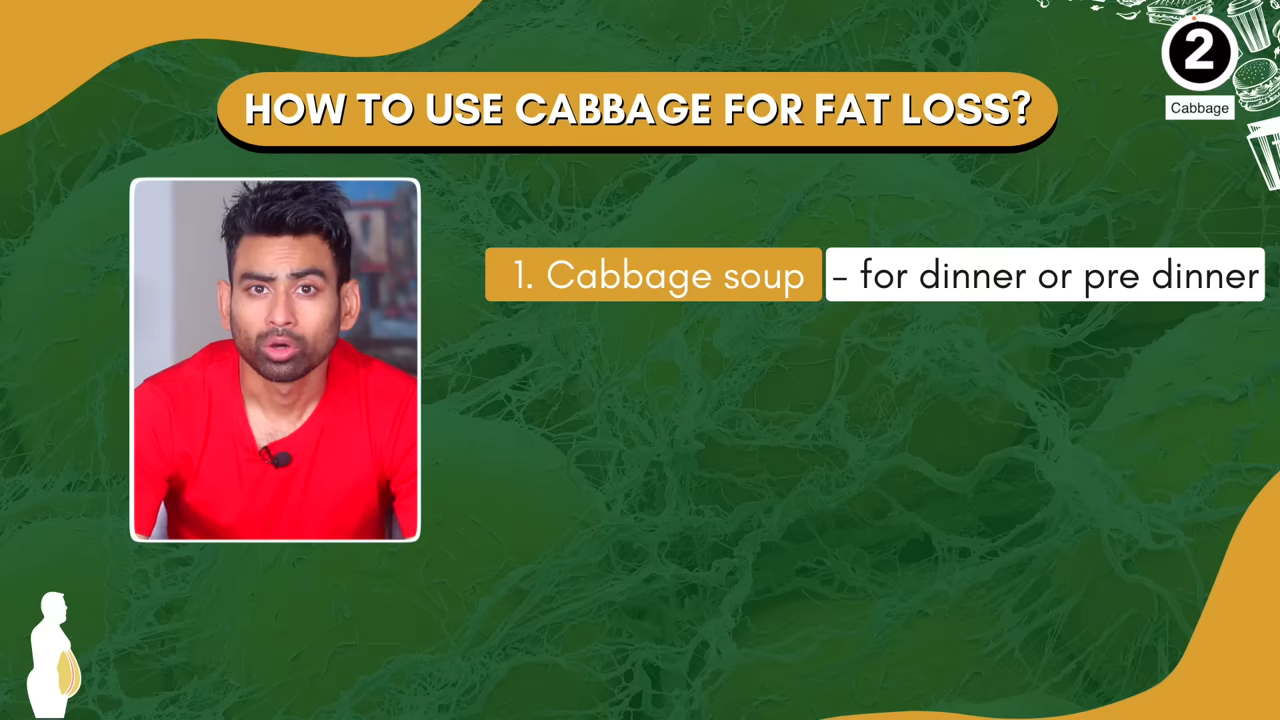 2
Cabbage
HOW TO USE CABBAGE FOR FAT LOSS?
1. Cabbage soup – for dinner or pre dinner